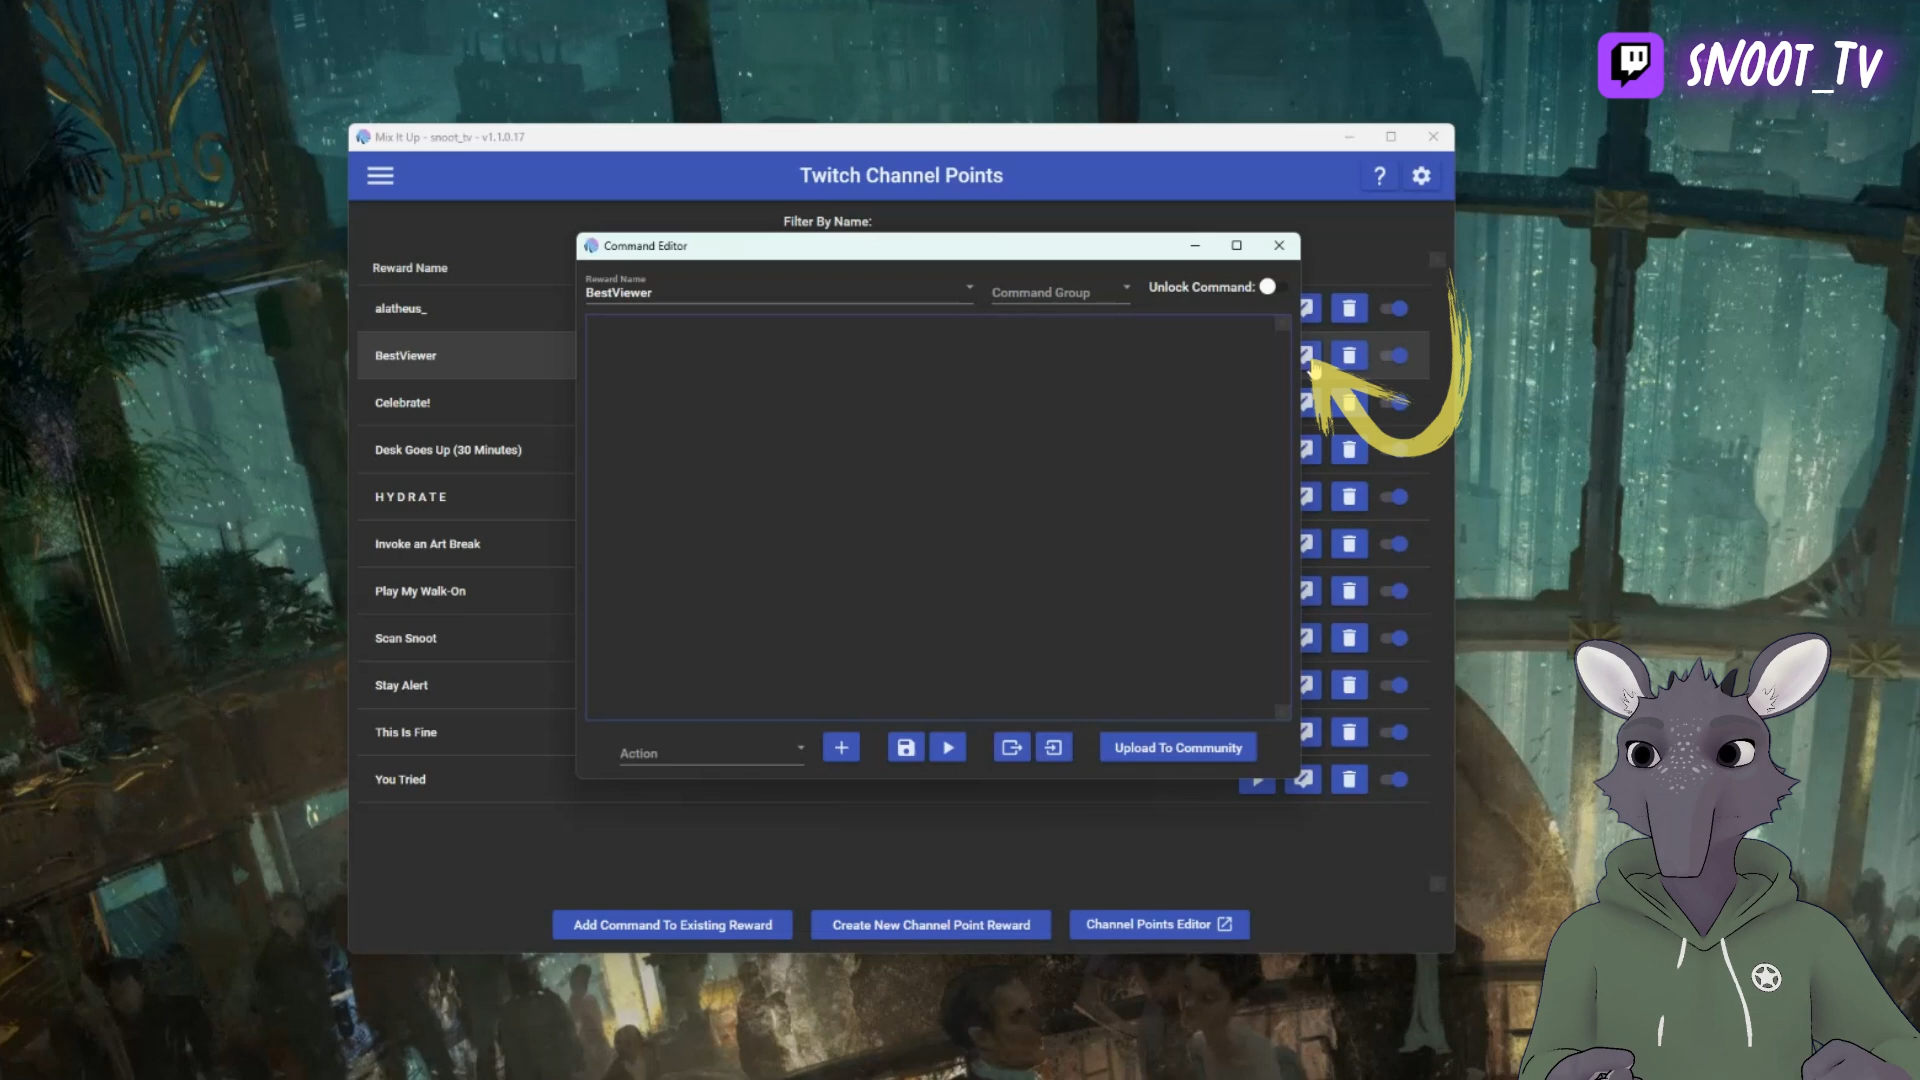 SNOOT_TV
Mix It Up - snoot_tv - v1.1.0.17
Twitch Channel Points
?
Filter By Name:
Command Editor
Reward Name
Reward Name
BestViewer
Command Group
Unlock Command:
alatheus_
BestViewer
Celebrate!
Desk Goes Up (30 Minutes)
H Y D R A T E
Invoke an Art Break
Play My Walk-On
Scan Snoot
Stay Alert
This Is Fine
Action
Upload To Community
You Tried
Add Command To Existing Reward
Create New Channel Point Reward
Channel Points Editor